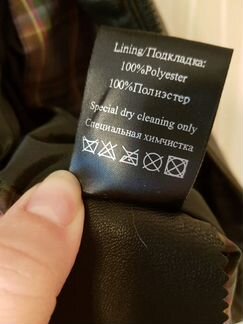 Lining/Подкладка:
100%Polyester
100%Полиэстер
Special dry cleaning only
Специальная химчистка